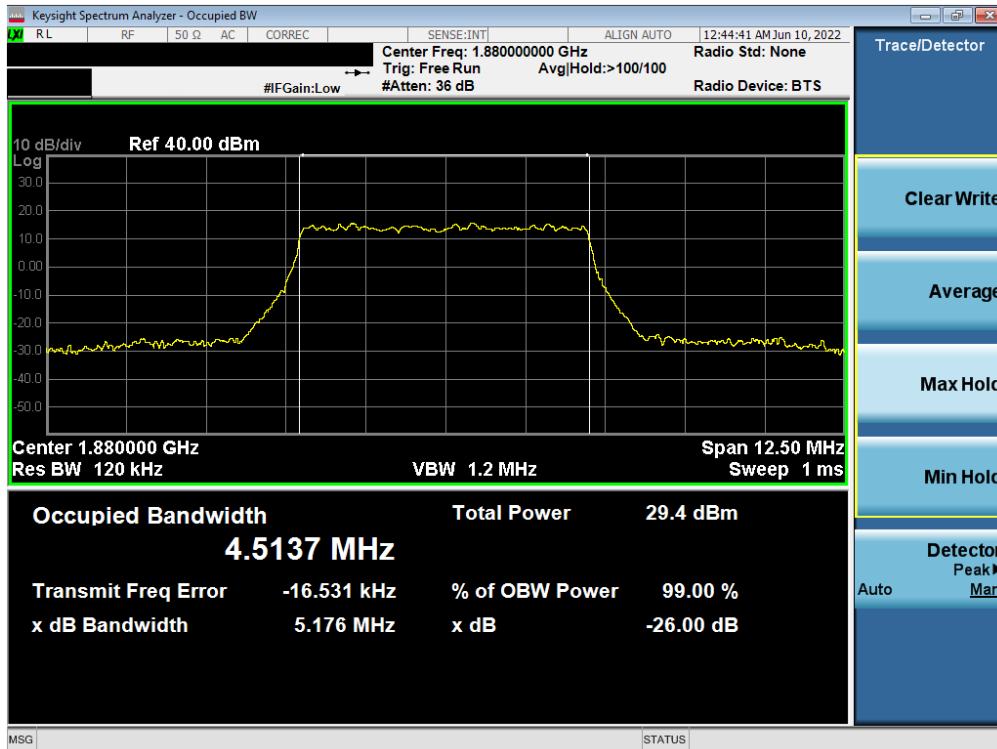 Keysight Spectrum Analyzer - Occupied BW
LXI RL RF 50 Ω AC CORREC SENSE:INT ALIGN AUTO 12:44:41 AM Jun 10, 2022
Center Freq: 1.880000000 GHz Radio Std: None
Trig: Free Run Avg|Hold:>100/100
#IFGain:Low #Atten: 36 dB Radio Device: BTS
10 dB/div Ref 40.00 dBm
Log
30.0
20.0
10.0
0.00
-10.0
-20.0
-30.0
-40.0
-50.0
Center 1.880000 GHz Span 12.50 MHz
Res BW 120 kHz VBW 1.2 MHz Sweep 1 ms
Occupied Bandwidth Total Power 29.4 dBm
4.5137 MHz
Transmit Freq Error -16.531 kHz % of OBW Power 99.00 %
x dB Bandwidth 5.176 MHz x dB -26.00 dB
MSG STATUS
Trace/Detector
Clear Write
Average
Max Hold
Min Hold
Detector
Peak
Auto Man